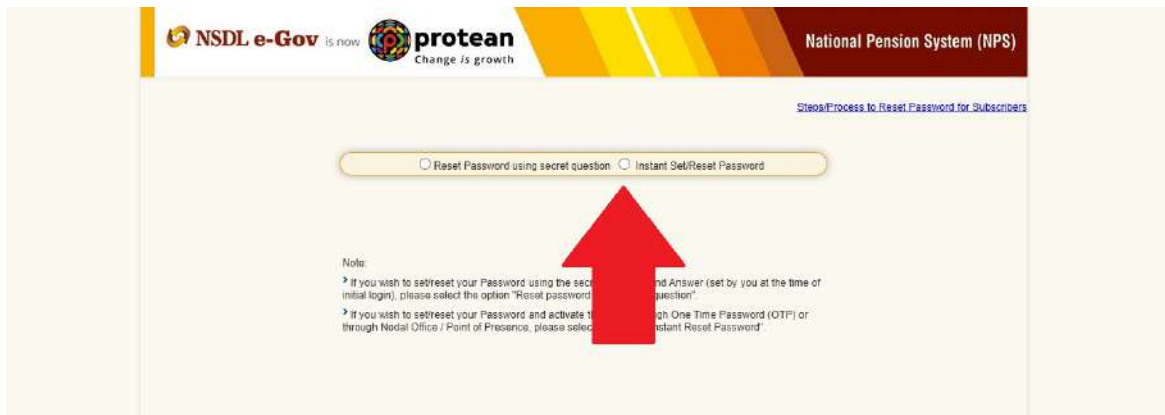 NSDL e-Gov is now protean
Change is growth
National Pension System (NPS)
Steps/Process to Reset Password for Subscribers
Reset Password using secret question Instant Set/Reset Password
Note:
If you wish to set/reset your Password using the nd Answer (set by you at the time of
initial login), please select the option "Reset password question".
If you wish to set/reset your Password and activate One Time Password (OTP) or
through Nodal Office / Point of Presence, please Reset Password".